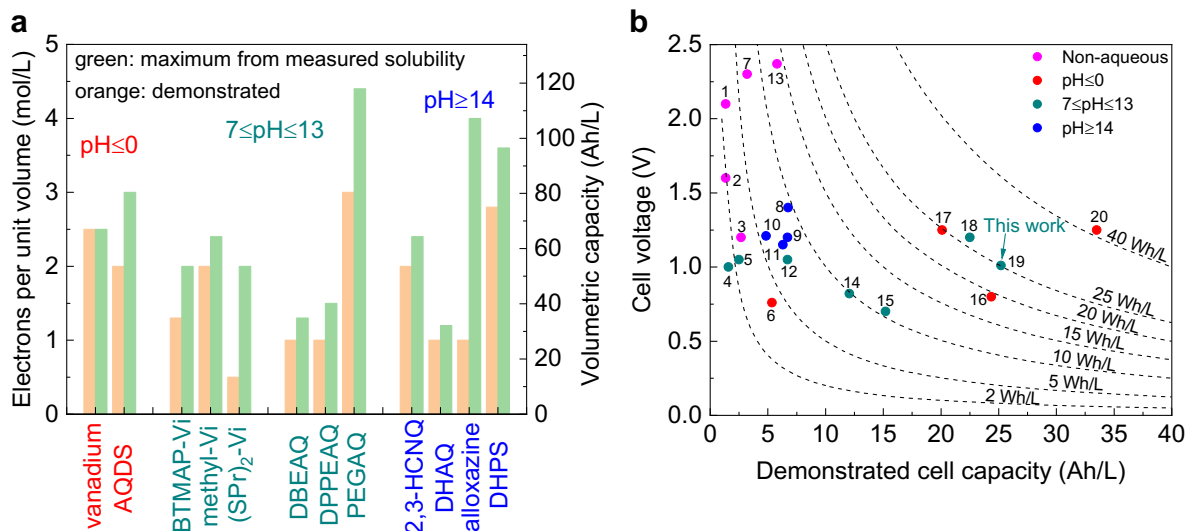 a
green: maximum from measured solubility
orange: demonstrated
pH≤0
7≤pH≤13
pH≥14
Electrons per unit volume (mol/L)
5
4
3
2
1
0
Volumetric capacity (Ah/L)
120
100
80
60
40
20
0
vanadium
AQDS
BTMAP-Vi
methyl-Vi
(SPr)₂-Vi
DBEAQ
DPPEAQ
PEGAQ
2,3-HCNQ
DHAQ
alloxazine
DHPS
b
Cell voltage (V)
2.5
2.0
1.5
1.0
0.5
0.0
Non-aqueous
pH≤0
7≤pH≤13
pH≥14
1
2
3
4
5
6
7
8
9
10
11
12
13
14
15
16
17
18
This work
19
20
40 Wh/L
25 Wh/L
20 Wh/L
15 Wh/L
10 Wh/L
5 Wh/L
2 Wh/L
0 5 10 15 20 25 30 35 40
Demonstrated cell capacity (Ah/L)